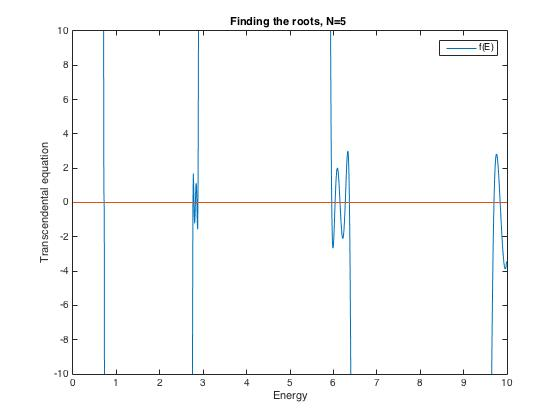 Finding the roots, N=5
f(E)
Transcendental equation
10
8
6
4
2
0
-2
-4
-6
-8
-10
0 1 2 3 4 5 6 7 8 9 10
Energy